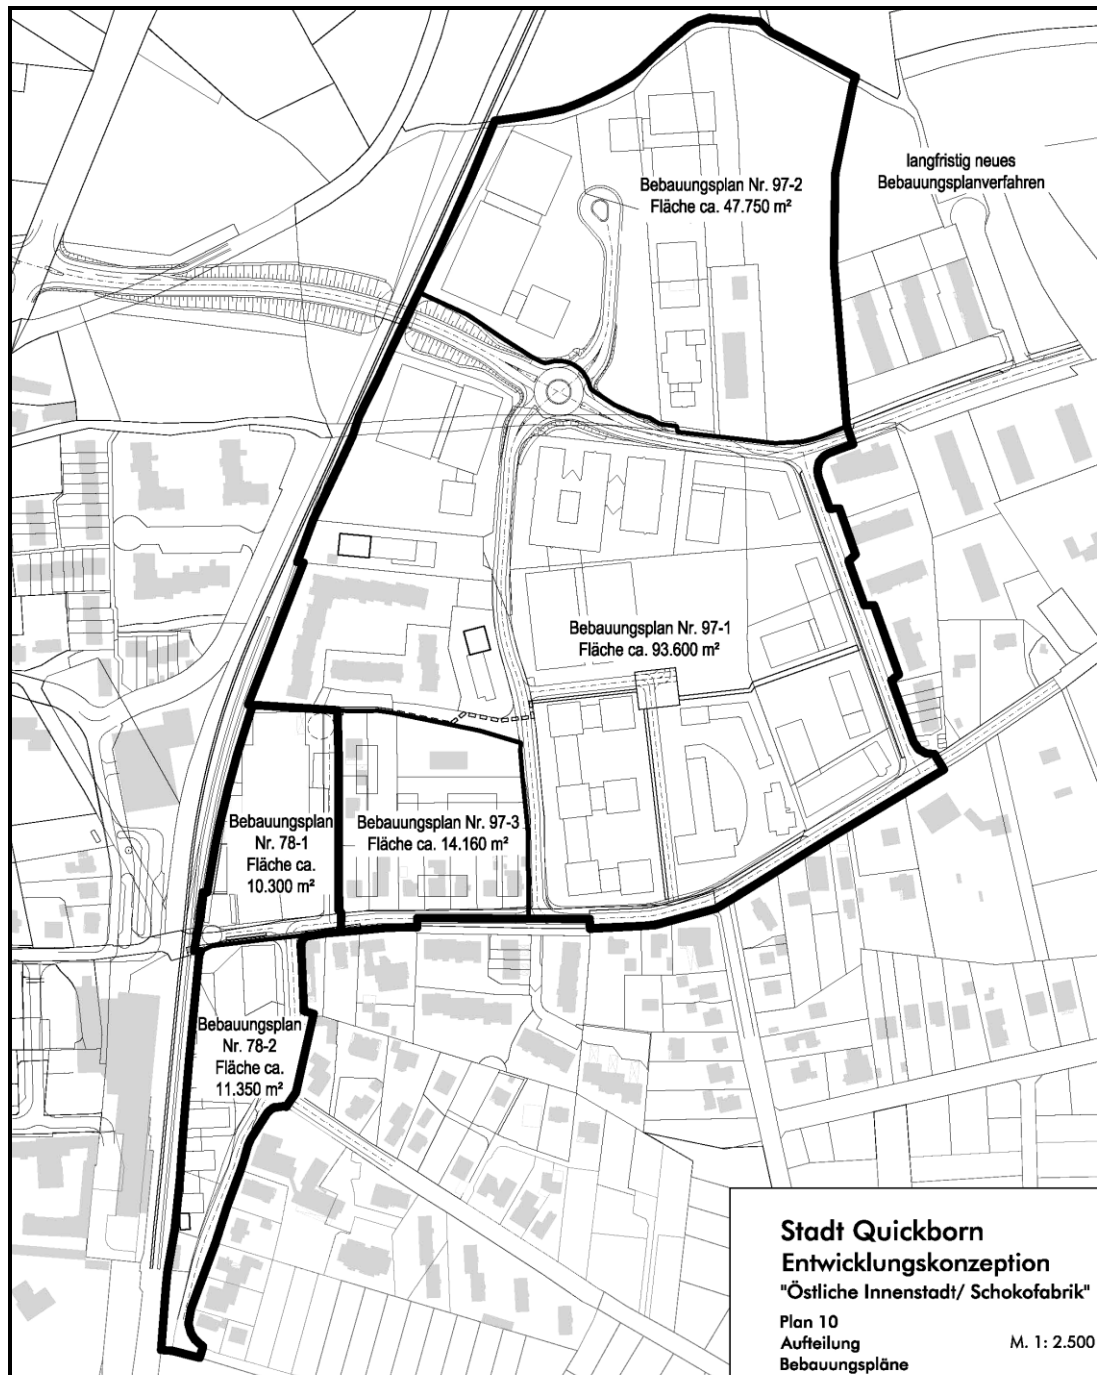 langfristig neues
Bebauungsplanverfahren
Bebauungsplan Nr. 97-2
Fläche ca. 47.750 m²
Bebauungsplan Nr. 97-1
Fläche ca. 93.600 m²
Bebauungsplan
Nr. 78-1
Fläche ca.
10.300 m²
Bebauungsplan Nr. 97-3
Fläche ca. 14.160 m²
Bebauungsplan
Nr. 78-2
Fläche ca.
11.350 m²
Stadt Quickborn
Entwicklungskonzeption
"Östliche Innenstadt/ Schokofabrik"
Plan 10
Aufteilung M. 1: 2.500
Bebauungspläne